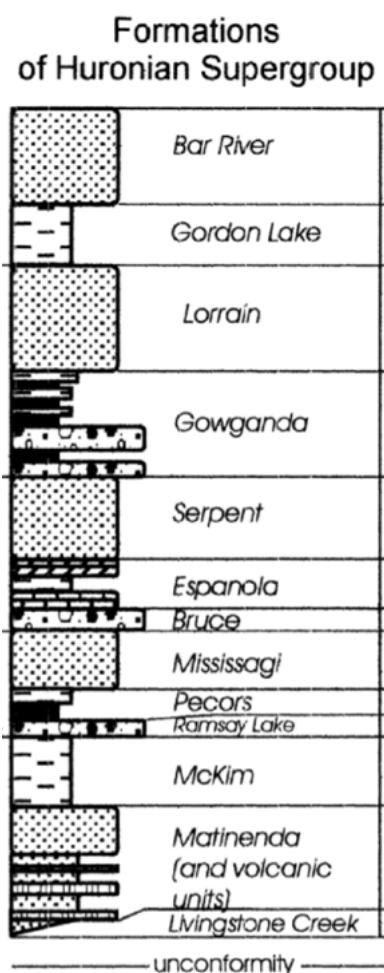 Formations
of Huronian Supergroup
Bar River
Gordon Lake
Lorrain
Gowganda
Serpent
Espanola
Bruce
Mississagi
Pecors
Ramsay Lake
McKim
Matinenda
(and volcanic
units)
Livingstone Creek
unconformity